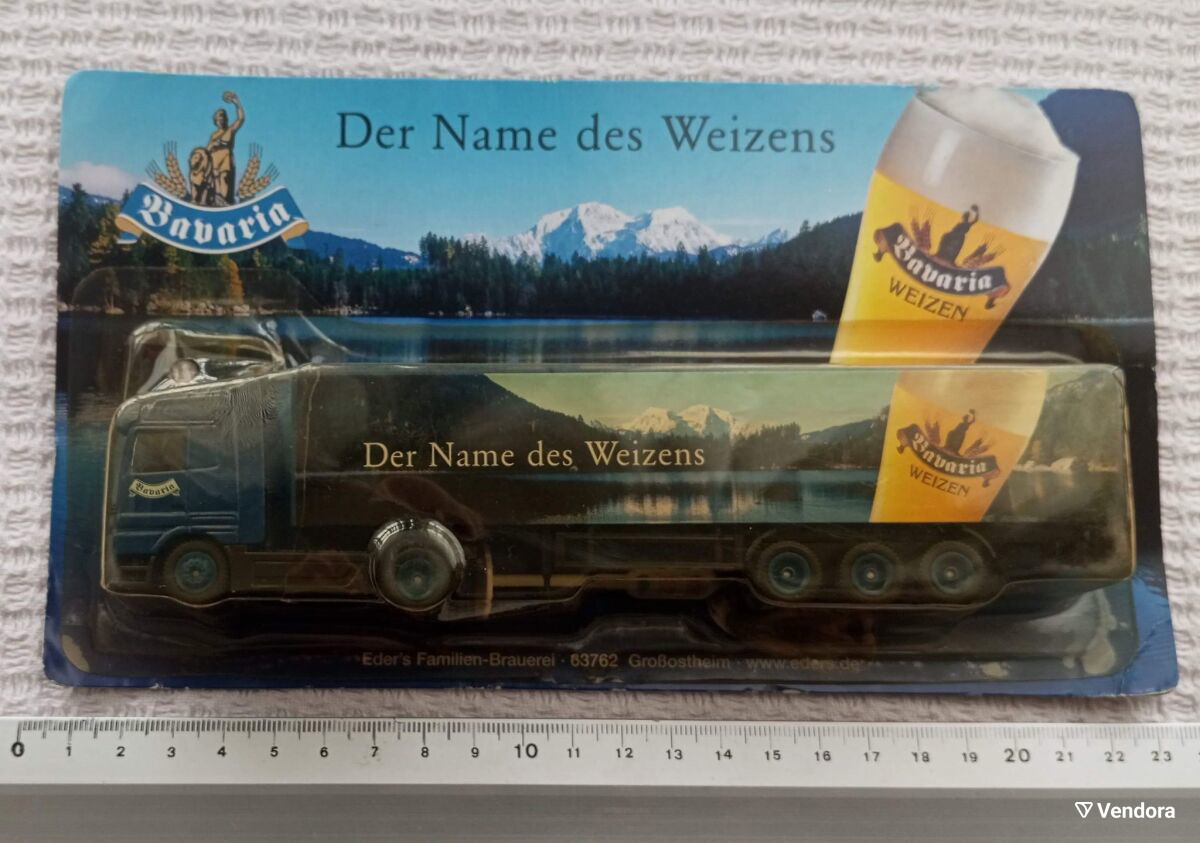 Der Name des Weizens
Bavaria
Bavaria
WEIZEN
Der Name des Weizens
Bavaria
WEIZEN
Bavaria
Eder's Familien-Brauerei · 63762 Großostheim · www.eders.de
0 1 2 3 4 5 6 7 8 9 10 11 12 13 14 15 16 17 18 19 20 21 22 23
Vendora